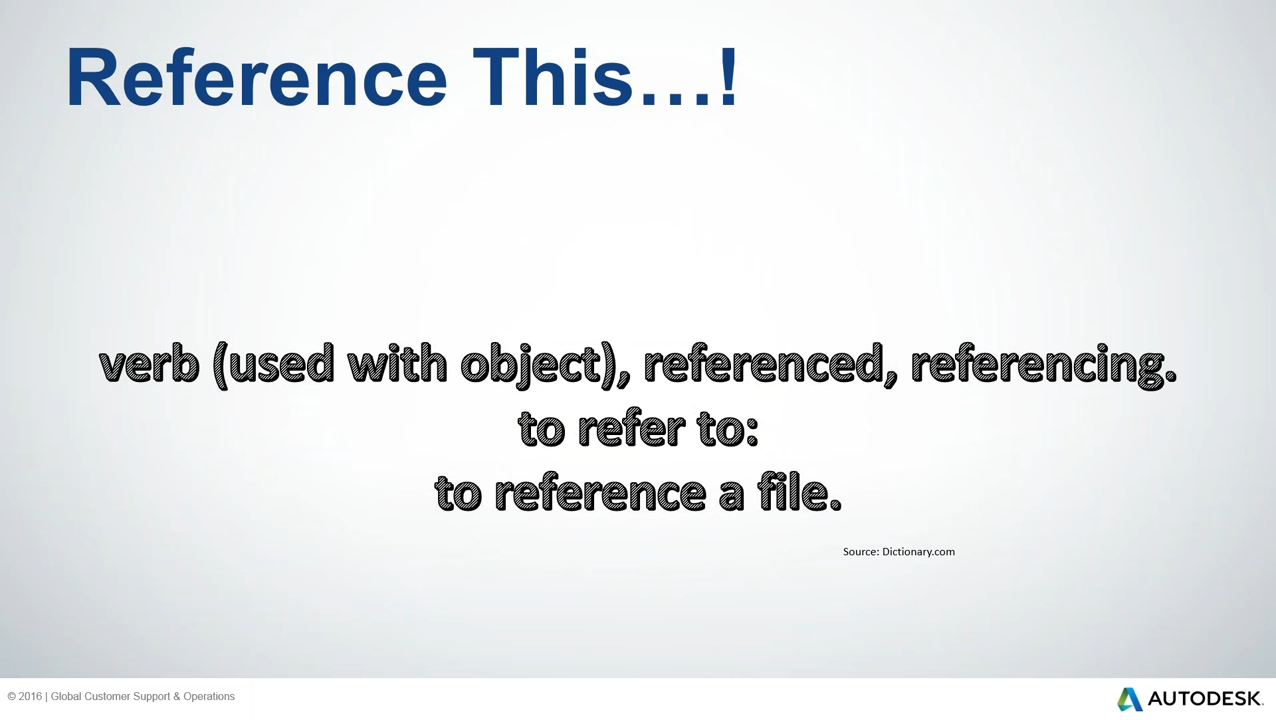 Reference This...!
verb (used with object), referenced, referencing.
to refer to:
to reference a file.
Source: Dictionary.com
© 2016 | Global Customer Support & Operations
AUTODESK.